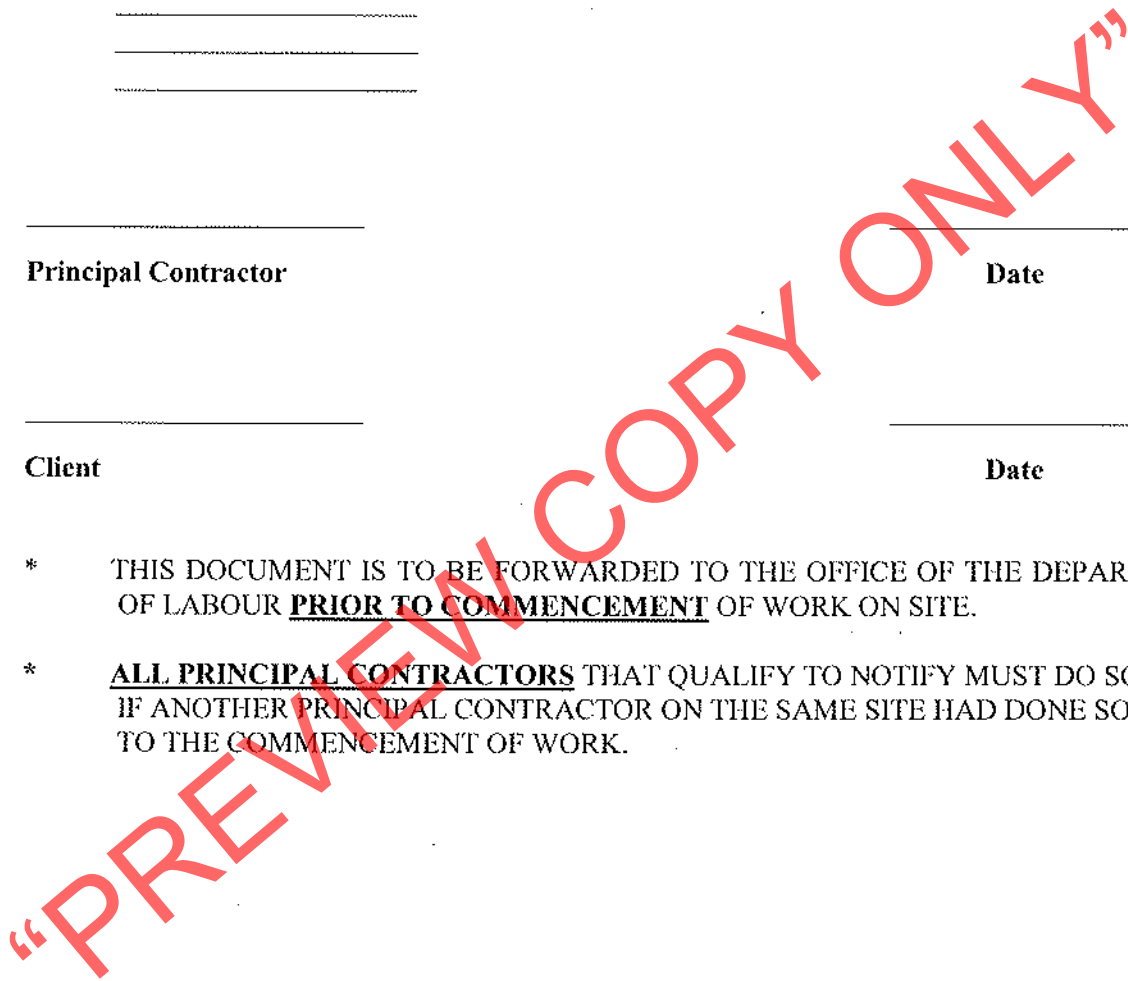 Principal Contractor Date
Client Date
* THIS DOCUMENT IS TO BE FORWARDED TO THE OFFICE OF THE DEPAR
OF LABOUR PRIOR TO COMMENCEMENT OF WORK ON SITE.
* ALL PRINCIPAL CONTRACTORS THAT QUALIFY TO NOTIFY MUST DO SO
IF ANOTHER PRINCIPAL CONTRACTOR ON THE SAME SITE HAD DONE SO
TO THE COMMENCEMENT OF WORK.
“PREVIEW COPY ONLY”